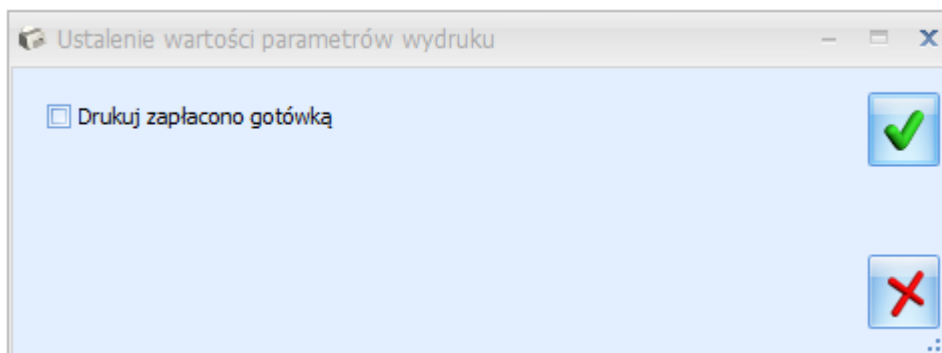 Ustalenie wartości parametrów wydruku
Drukuj zapłacono gotówką